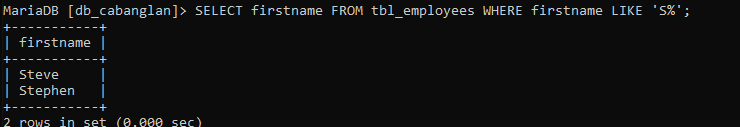 MariaDB [db_cabanglan]> SELECT firstname FROM tbl_employees WHERE firstname LIKE 'S%';
+-----------+
| firstname |
+-----------+
| Steve     |
| Stephen   |
+-----------+
2 rows in set (0.000 sec)